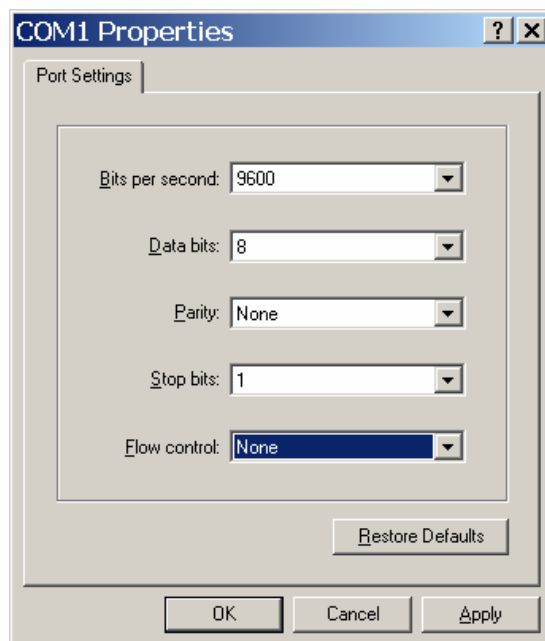 COM1 Properties
Port Settings
Bits per second: 9600
Data bits: 8
Parity: None
Stop bits: 1
Flow control: None
Restore Defaults
OK Cancel Apply